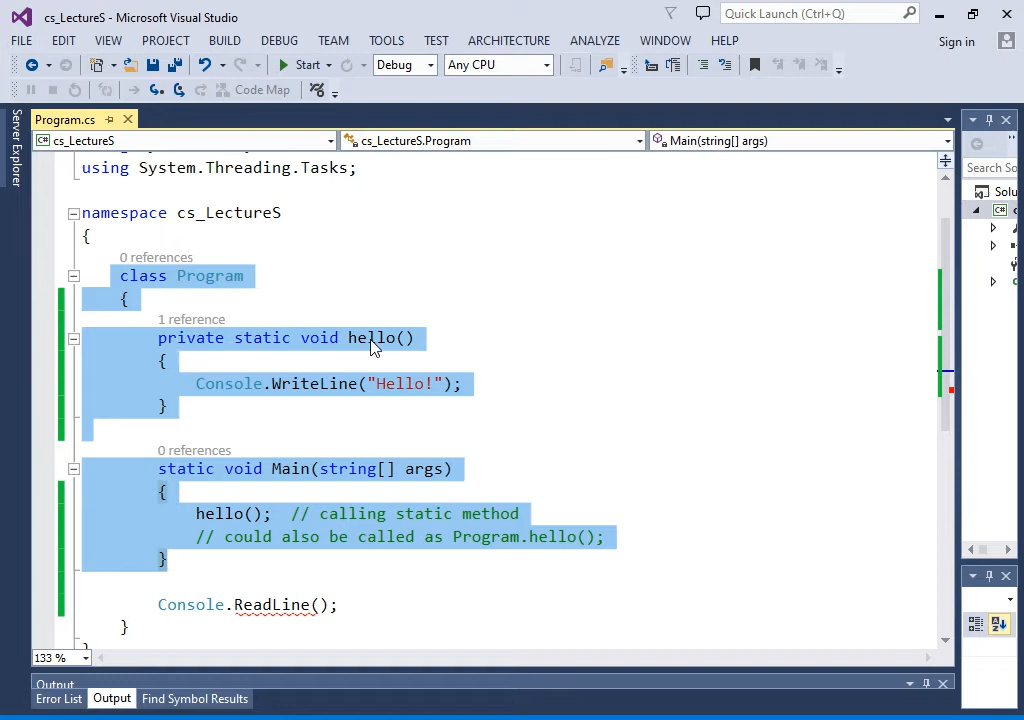 cs_LectureS - Microsoft Visual Studio
Quick Launch (Ctrl+Q)
FILE EDIT VIEW PROJECT BUILD DEBUG TEAM TOOLS TEST ARCHITECTURE ANALYZE WINDOW HELP Sign in
Start Debug Any CPU
Code Map
Server Explorer
Program.cs
C# cs_LectureS cs_LectureS.Program Main(string[] args)
Search So
using System.Threading.Tasks;
Solu
namespace cs_LectureS
C#
{
0 references
class Program
{
1 reference
private static void hello()
{
Console.WriteLine("Hello!");
}
0 references
static void Main(string[] args)
{
hello();  // calling static method
// could also be called as Program.hello();
}
Console.ReadLine();
}
133 %
Output
Error List Output Find Symbol Results